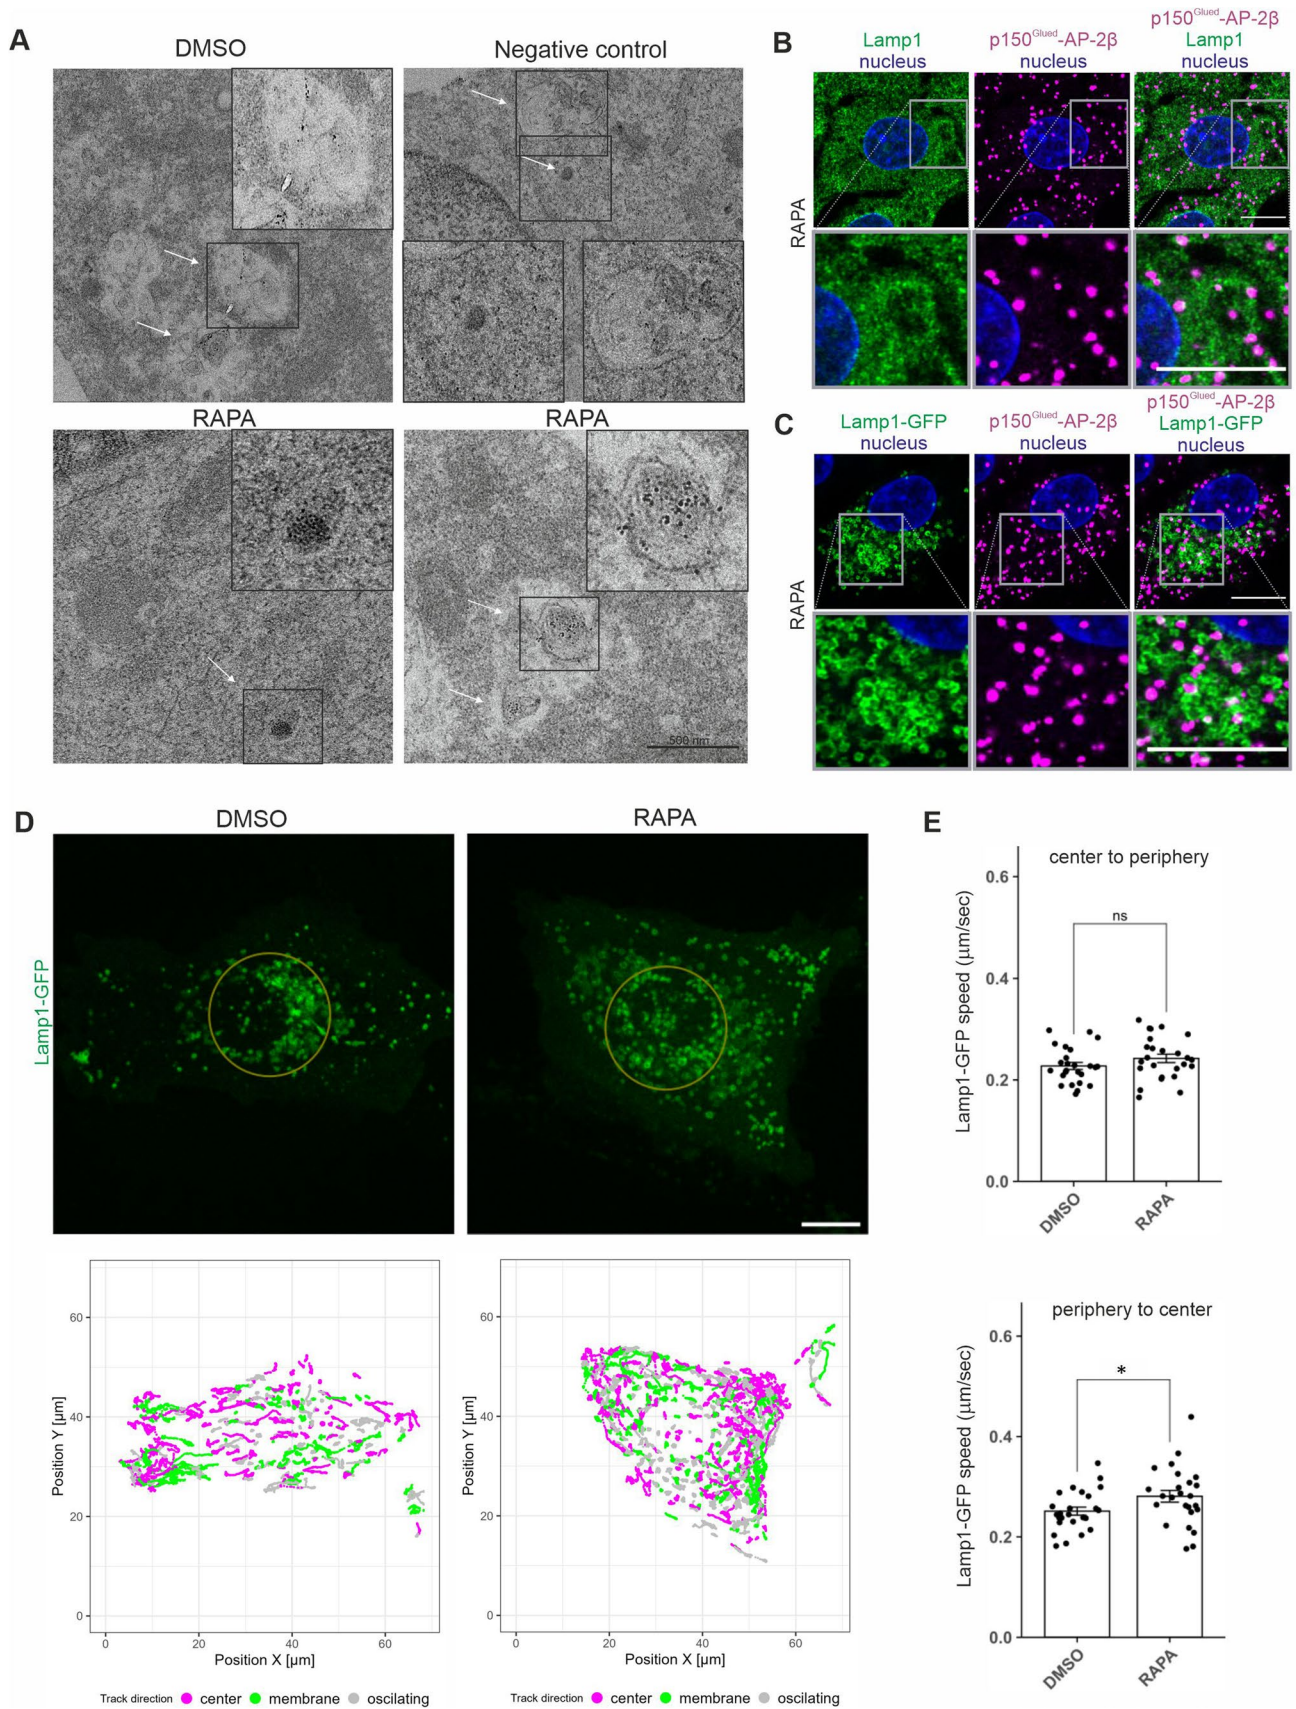 A
DMSO
Negative control
RAPA
RAPA
500 nm
B
Lamp1
nucleus
p150Glued-AP-2β
nucleus
p150Glued-AP-2β
Lamp1
nucleus
RAPA
C
Lamp1-GFP
nucleus
p150Glued-AP-2β
nucleus
p150Glued-AP-2β
Lamp1-GFP
nucleus
RAPA
D
DMSO
RAPA
Lamp1-GFP
Position Y [µm]
60
40
20
0
0 20 40 60
Position X [µm]
Track direction center membrane oscilating
Position Y [µm]
60
40
20
0
0 20 40 60
Position X [µm]
Track direction center membrane oscilating
E
center to periphery
Lamp1-GFP speed (µm/sec)
0.6
0.4
0.2
0.0
ns
DMSO
RAPA
periphery to center
Lamp1-GFP speed (µm/sec)
0.6
0.4
0.2
0.0
*
DMSO
RAPA